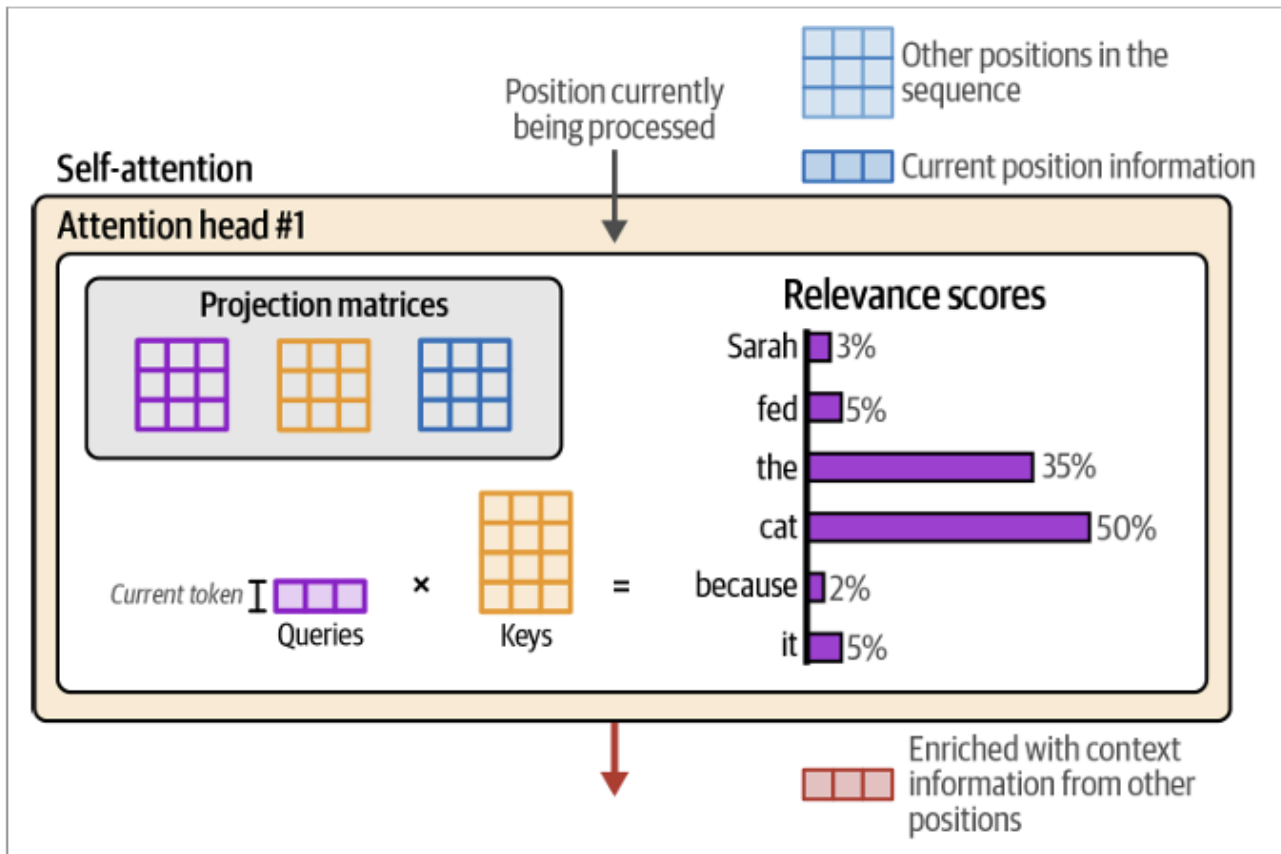 Other positions in the
sequence
Position currently
being processed
Current position information
Self-attention
Attention head #1
Projection matrices
Relevance scores
Sarah 3%
fed 5%
the 35%
cat 50%
because 2%
it 5%
Current token
×
=
Queries
Keys
Enriched with context
information from other
positions